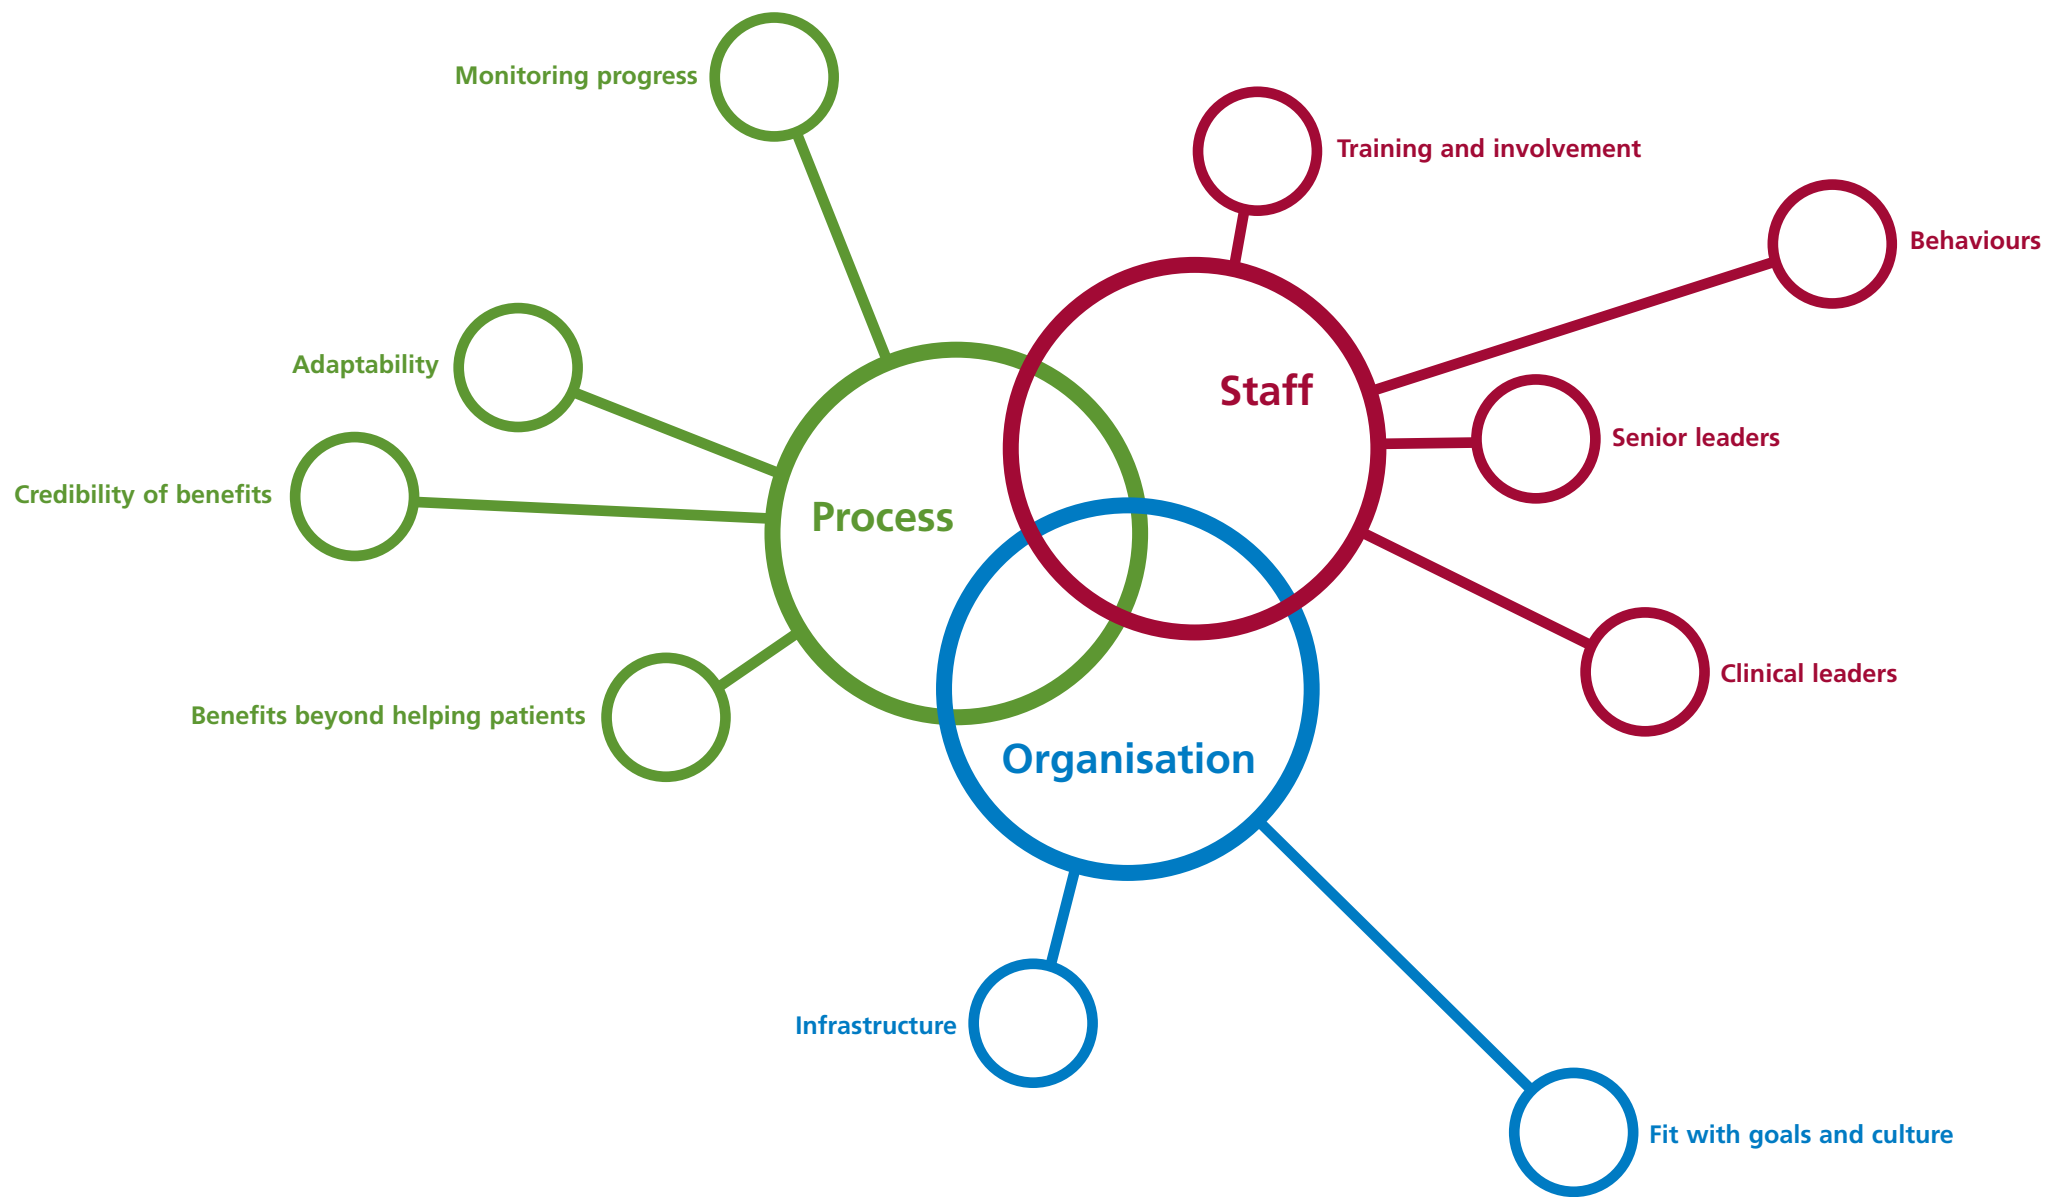 Monitoring progress
Training and involvement
Behaviours
Adaptability
Staff
Senior leaders
Credibility of benefits
Process
Clinical leaders
Benefits beyond helping patients
Organisation
Infrastructure
Fit with goals and culture